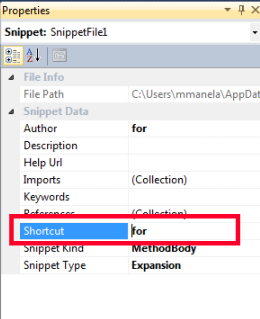 Properties
Snippet: SnippetFile1
File Info
File Path C:\Users\mmanela\AppDat
Snippet Data
Author for
Description
Help Url
Imports (Collection)
Keywords
References (Collection)
Shortcut for
Snippet Kind MethodBody
Snippet Type Expansion